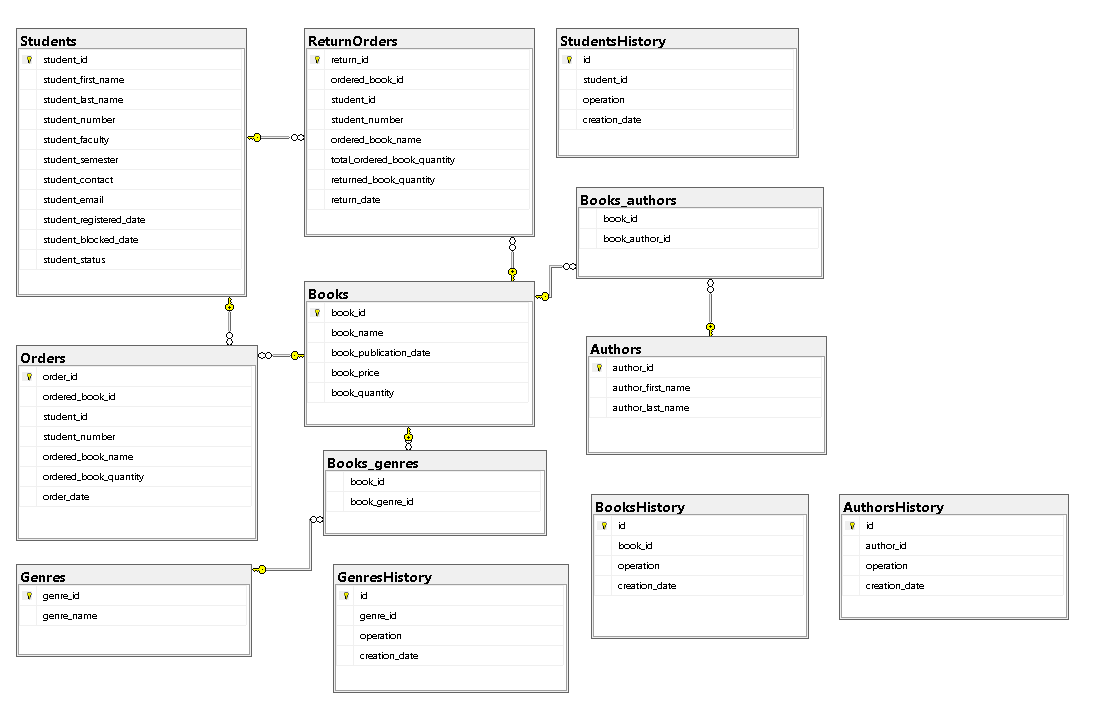 Students
student_id
student_first_name
student_last_name
student_number
student_faculty
student_semester
student_contact
student_email
student_registered_date
student_blocked_date
student_status
ReturnOrders
return_id
ordered_book_id
student_id
student_number
ordered_book_name
total_ordered_book_quantity
returned_book_quantity
return_date
StudentsHistory
id
student_id
operation
creation_date
Books_authors
book_id
book_author_id
Books
book_id
book_name
book_publication_date
book_price
book_quantity
Authors
author_id
author_first_name
author_last_name
Orders
order_id
ordered_book_id
student_id
student_number
ordered_book_name
ordered_book_quantity
order_date
Books_genres
book_id
book_genre_id
BooksHistory
id
book_id
operation
creation_date
AuthorsHistory
id
author_id
operation
creation_date
Genres
genre_id
genre_name
GenresHistory
id
genre_id
operation
creation_date